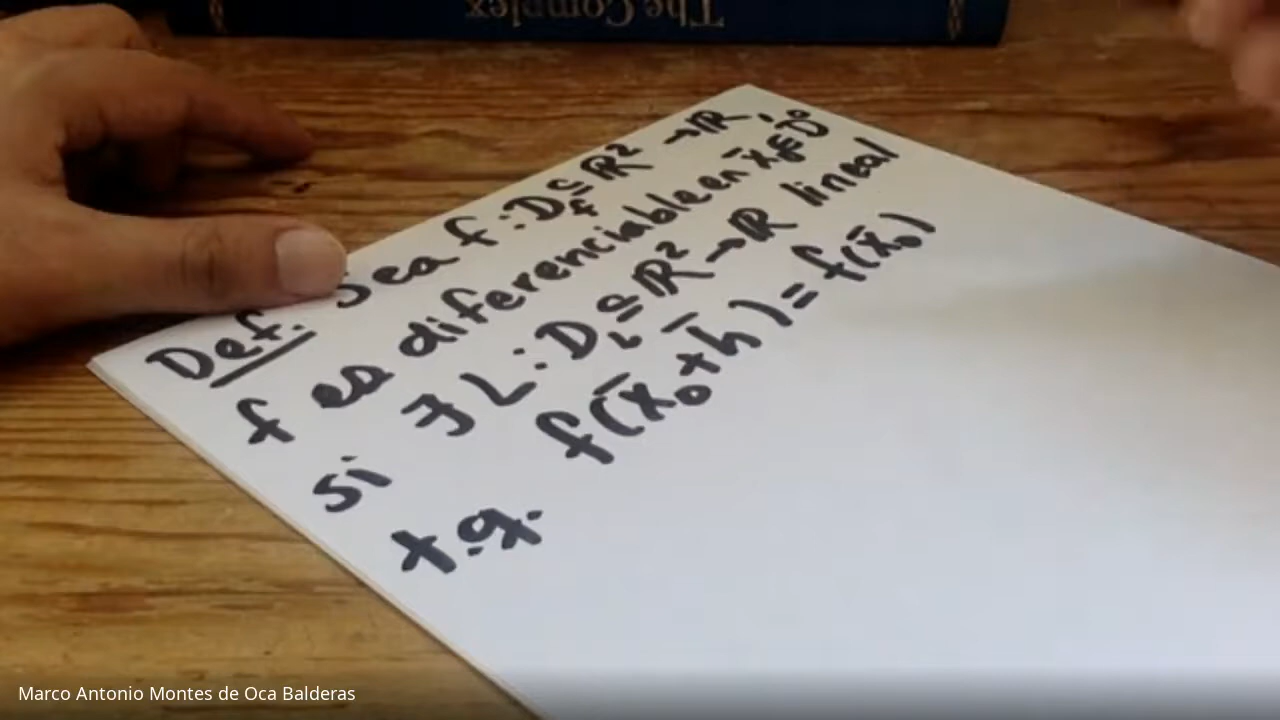 The Complex
Def. Sea f: D_f ⊆ ℝ² → ℝ;
f es diferenciable en x̄₀ ∈ D°
si ∃ L: D_L ⊆ ℝ² → ℝ lineal
t.q. f(x̄₀ + h̄) = f(x̄₀)
Marco Antonio Montes de Oca Balderas